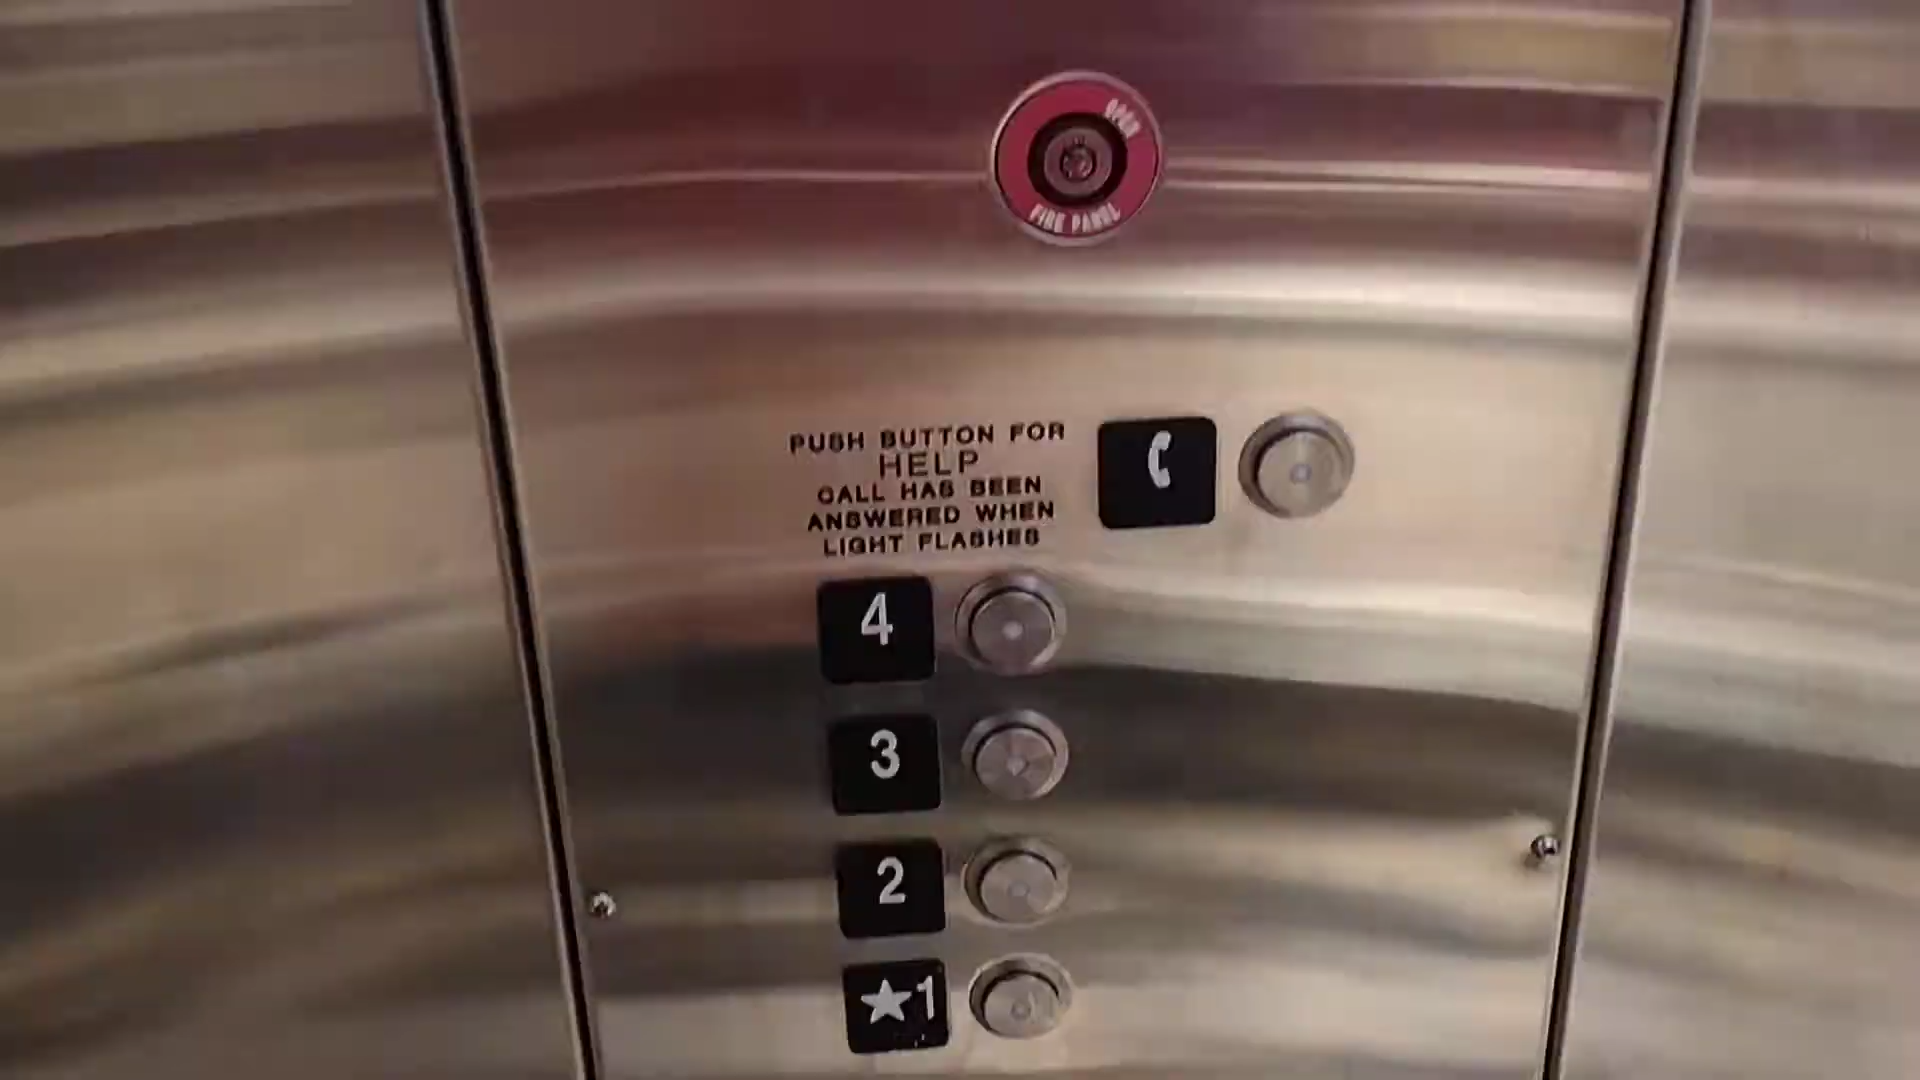 OPEN
FIRE PANEL
PUSH BUTTON FOR
HELP
CALL HAS BEEN
ANSWERED WHEN
LIGHT FLASHES
4
3
2
★1